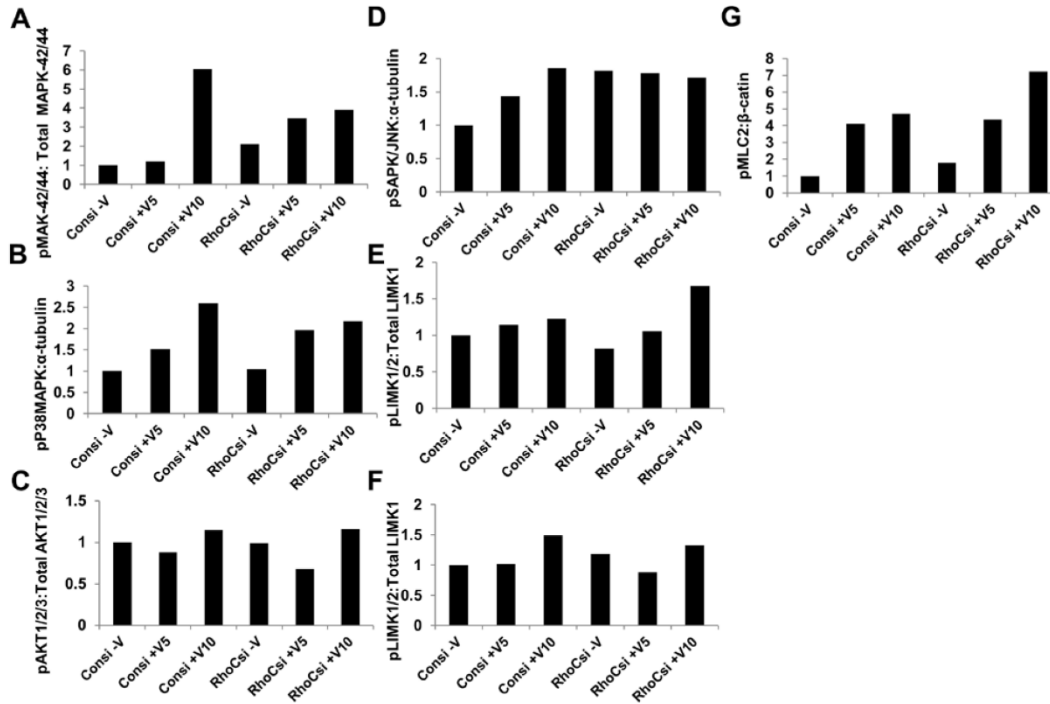 A
pMAK-42/44: Total MAPK-42/44
7
6
5
4
3
2
1
0
Consi -V
Consi +V5
Consi +V10
RhoCsi -V
RhoCsi +V5
RhoCsi +V10
B
pP38MAPK:α-tubulin
3
2.5
2
1.5
1
0.5
0
Consi -V
Consi +V5
Consi +V10
RhoCsi -V
RhoCsi +V5
RhoCsi +V10
C
pAKT1/2/3:Total AKT1/2/3
1.5
1
0.5
0
Consi -V
Consi +V5
Consi +V10
RhoCsi -V
RhoCsi +V5
RhoCsi +V10
D
pSAPK/JNK:α-tubulin
2
1.5
1
0.5
0
Consi -V
Consi +V5
Consi +V10
RhoCsi -V
RhoCsi +V5
RhoCsi +V10
E
pLIMK1/2:Total LIMK1
2
1.5
1
0.5
0
Consi -V
Consi +V5
Consi +V10
RhoCsi -V
RhoCsi +V5
RhoCsi +V10
F
pLIMK1/2:Total LIMK1
2
1.5
1
0.5
0
Consi -V
Consi +V5
Consi +V10
RhoCsi -V
RhoCsi +V5
RhoCsi +V10
G
pMLC2:β-catin
8
7
6
5
4
3
2
1
0
Consi -V
Consi +V5
Consi +V10
RhoCsi -V
RhoCsi +V5
RhoCsi +V10